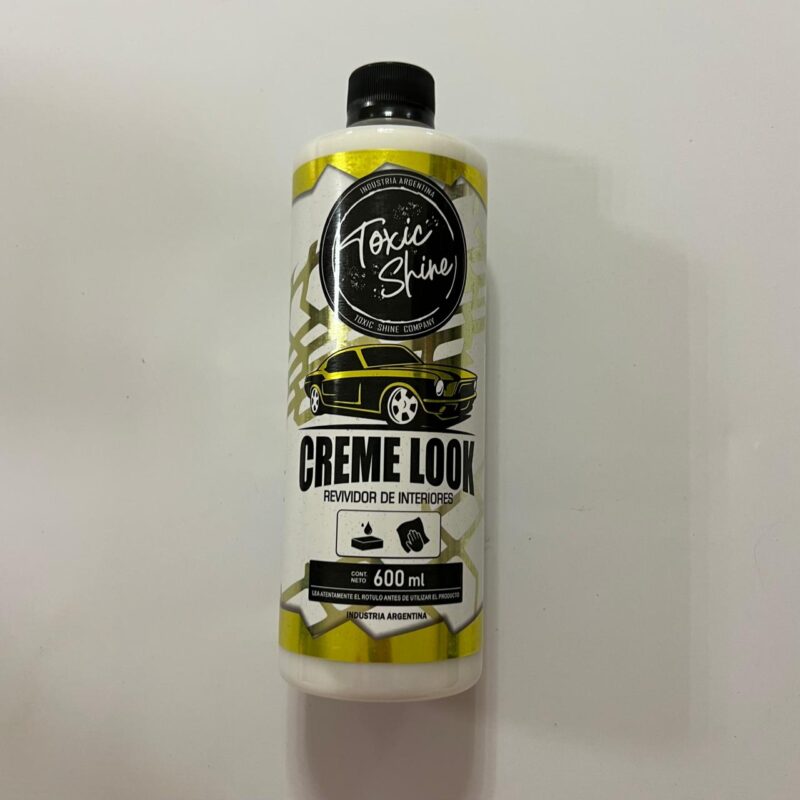 INDUSTRIA ARGENTINA
Toxic
Shine
TOXIC SHINE COMPANY
CREME LOOK
REVIVIDOR DE INTERIORES
CONT.
NETO
600 ml
LEA ATENTAMENTE EL ROTULO ANTES DE UTILIZAR EL PRODUCTO
INDUSTRIA ARGENTINA